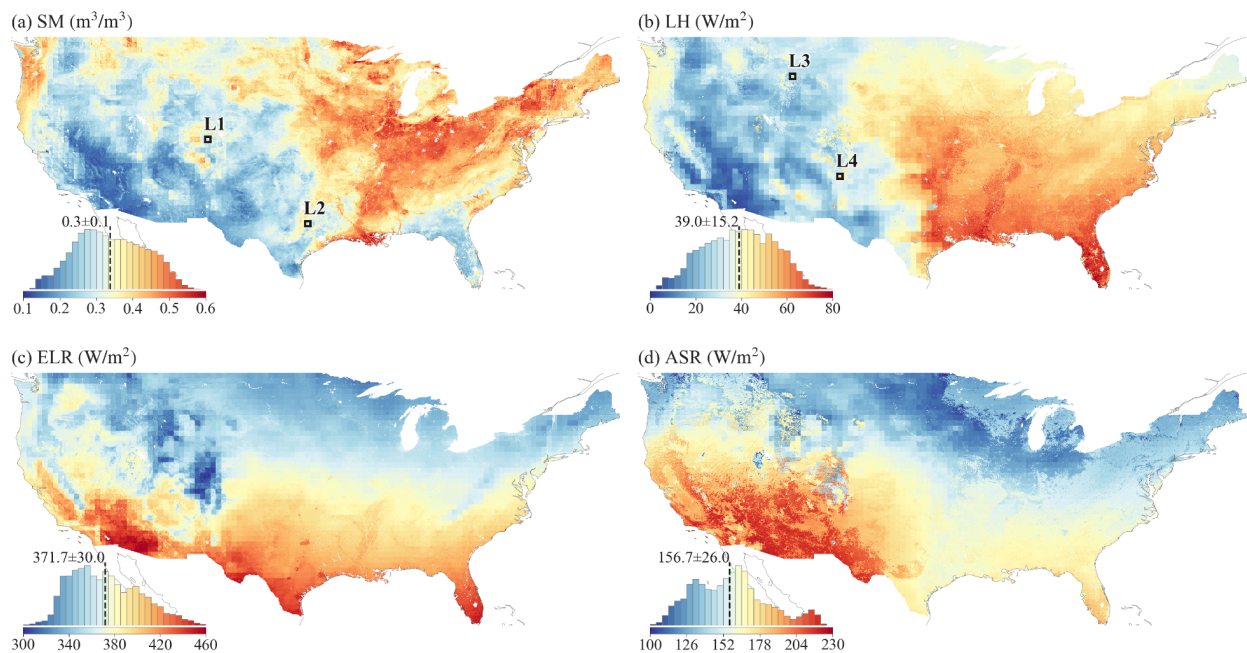 (a) SM (m³/m³)
L1
L2
0.3±0.1
0.1 0.2 0.3 0.4 0.5 0.6
(b) LH (W/m²)
L3
L4
39.0±15.2
0 20 40 60 80
(c) ELR (W/m²)
371.7±30.0
300 340 380 420 460
(d) ASR (W/m²)
156.7±26.0
100 126 152 178 204 230